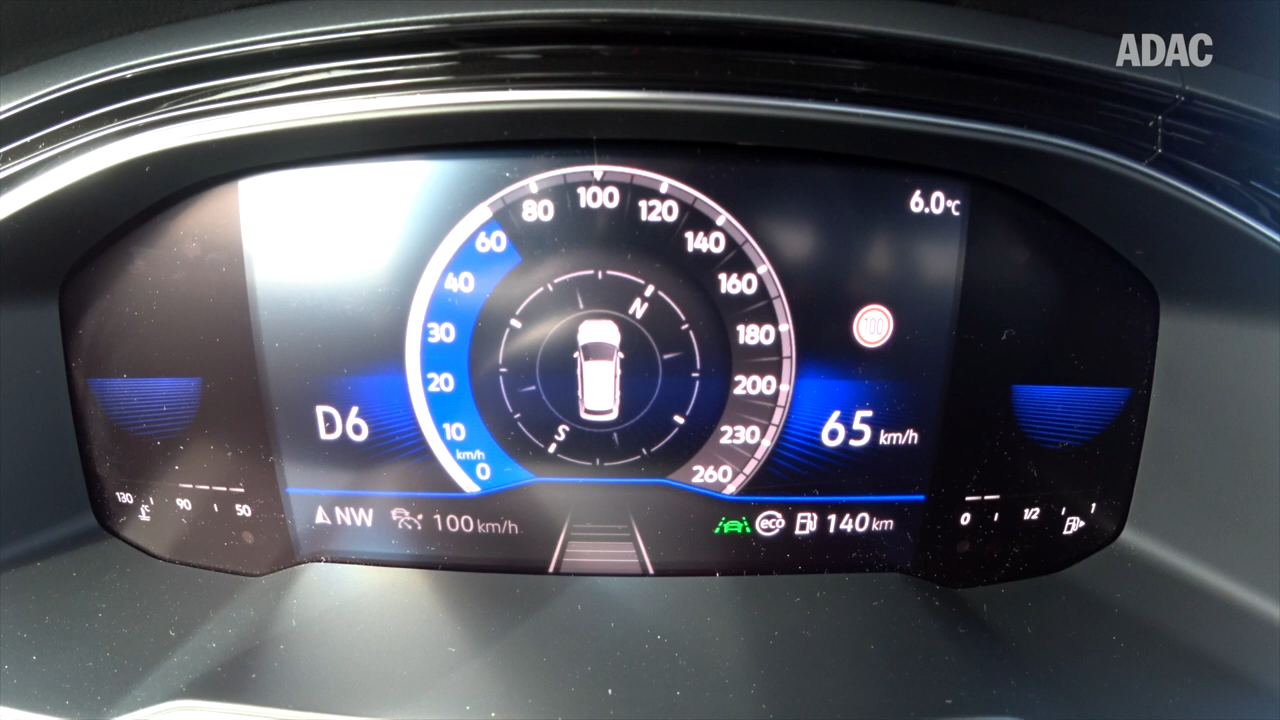 ADAC
6.0°C
80 100 120
60 140
40 160
30 180
20 200
10 230
km/h
0 260
N
S
100
D6
65 km/h
130 90 50
NW 100 km/h
eco 140 km
0 1/2 1